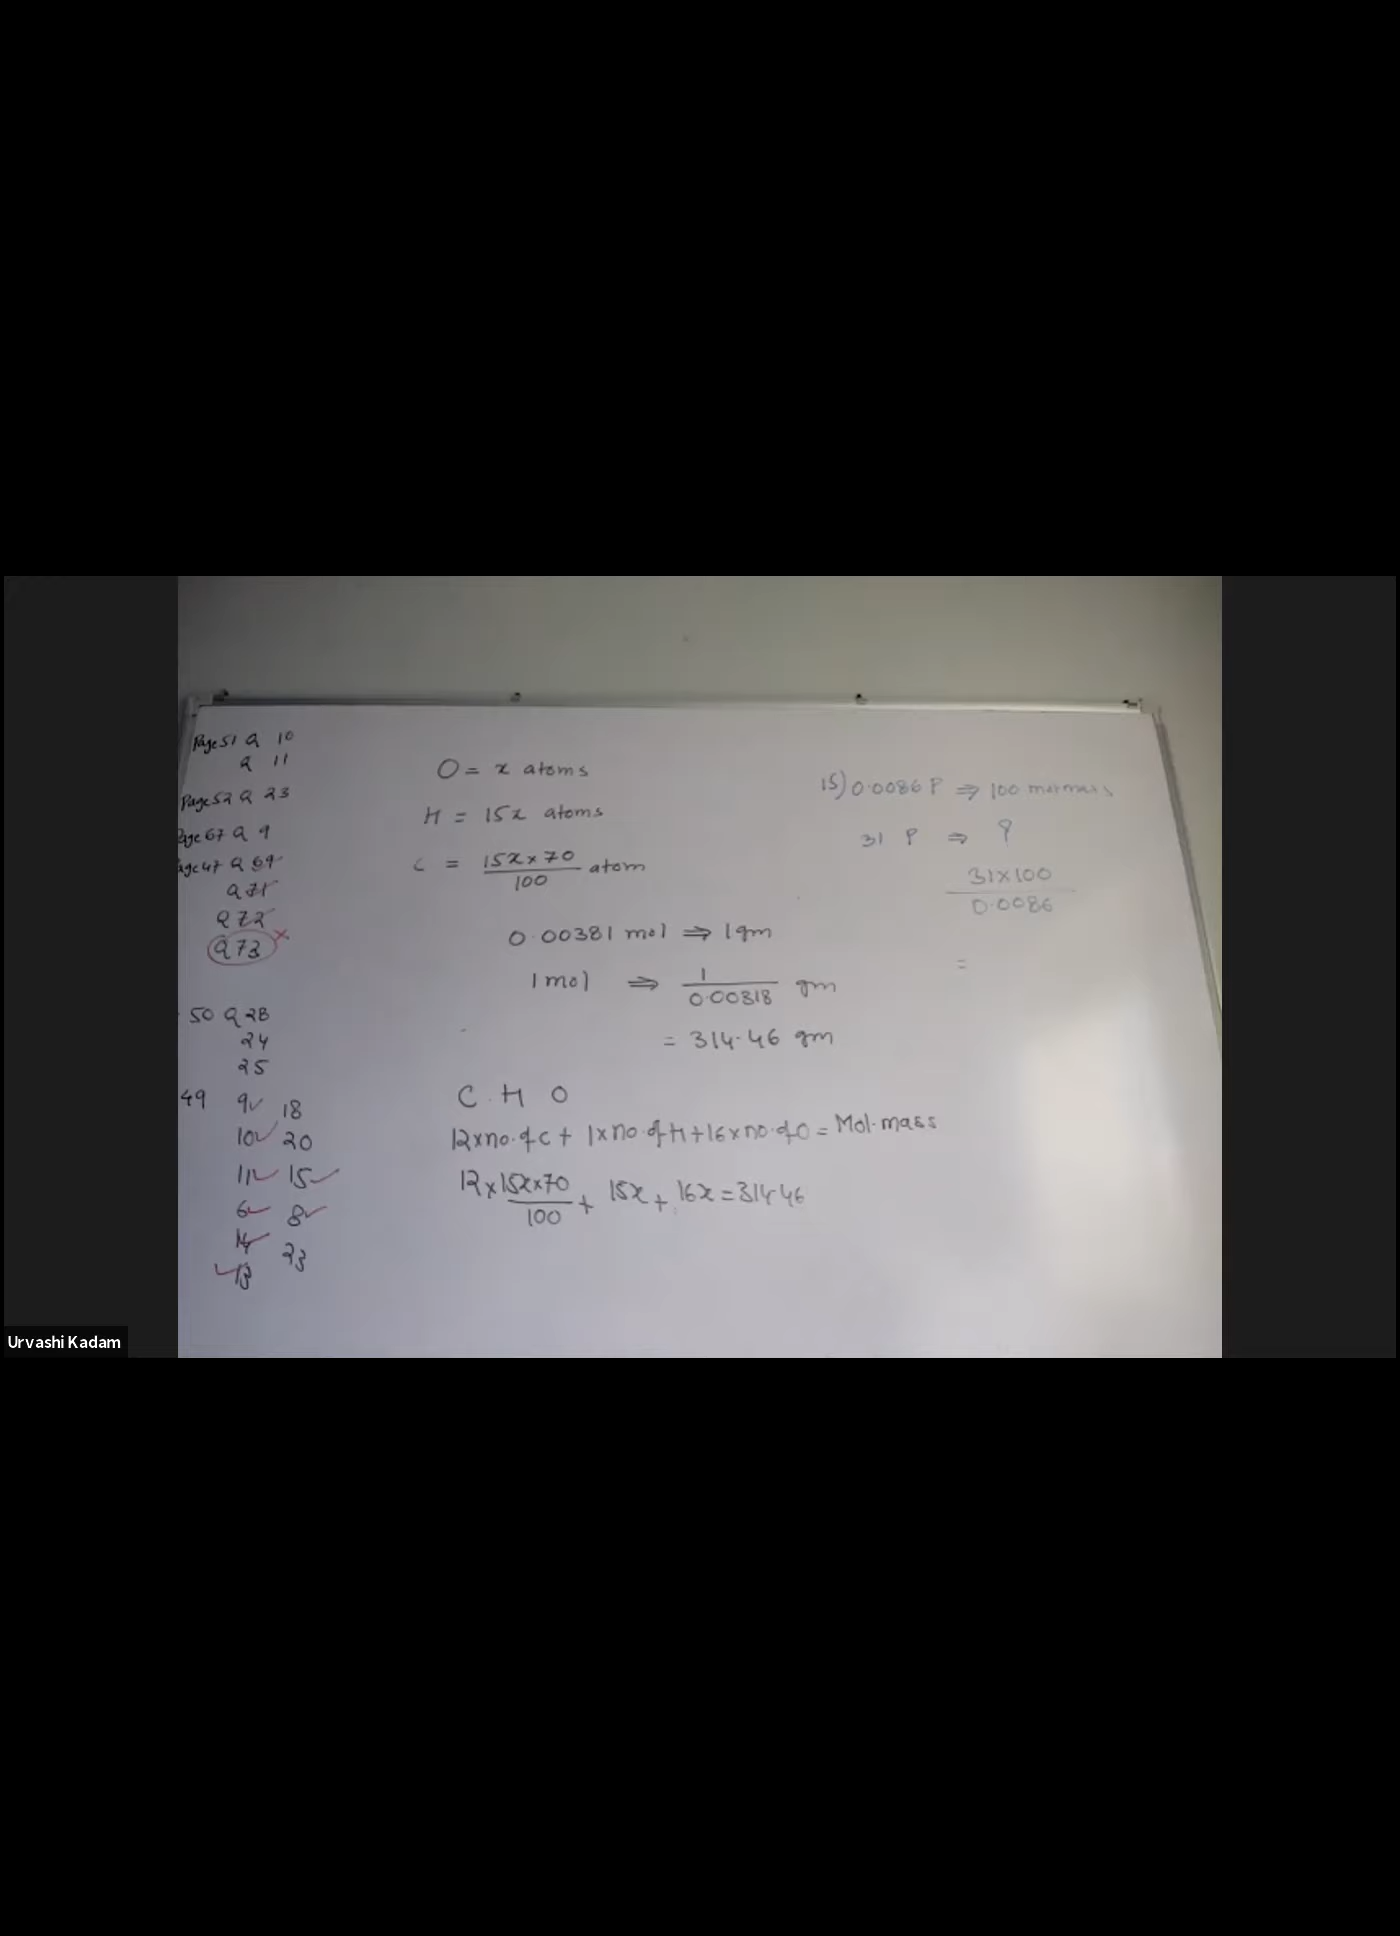 Page 51 Q 10
Q 11
Page 52 Q 23
Page 67 Q 9
age 47 Q 69
Q 71
Q 72
Q 73 ×
50 Q 23
24
25
49 9✓ 18
10✓ 20
11✓ 15✓
6✓ 8✓
14 23
✓13
O = x atoms
H = 15x atoms
C = 15x × 70 / 100 atom
0.00381 mol ⇒ 1 gm
1 mol ⇒ 1 / 0.00318 gm
= 314.46 gm
C . H O
12 × no. of C + 1 × no. of H + 16 × no. of O = Mol. mass
12 × 15x × 70 / 100 + 15x + 16x = 314.46
15) 0.0086 P ⇒ 100 mol mass
31 P ⇒ ?
31 × 100 / 0.0086
=
Urvashi Kadam